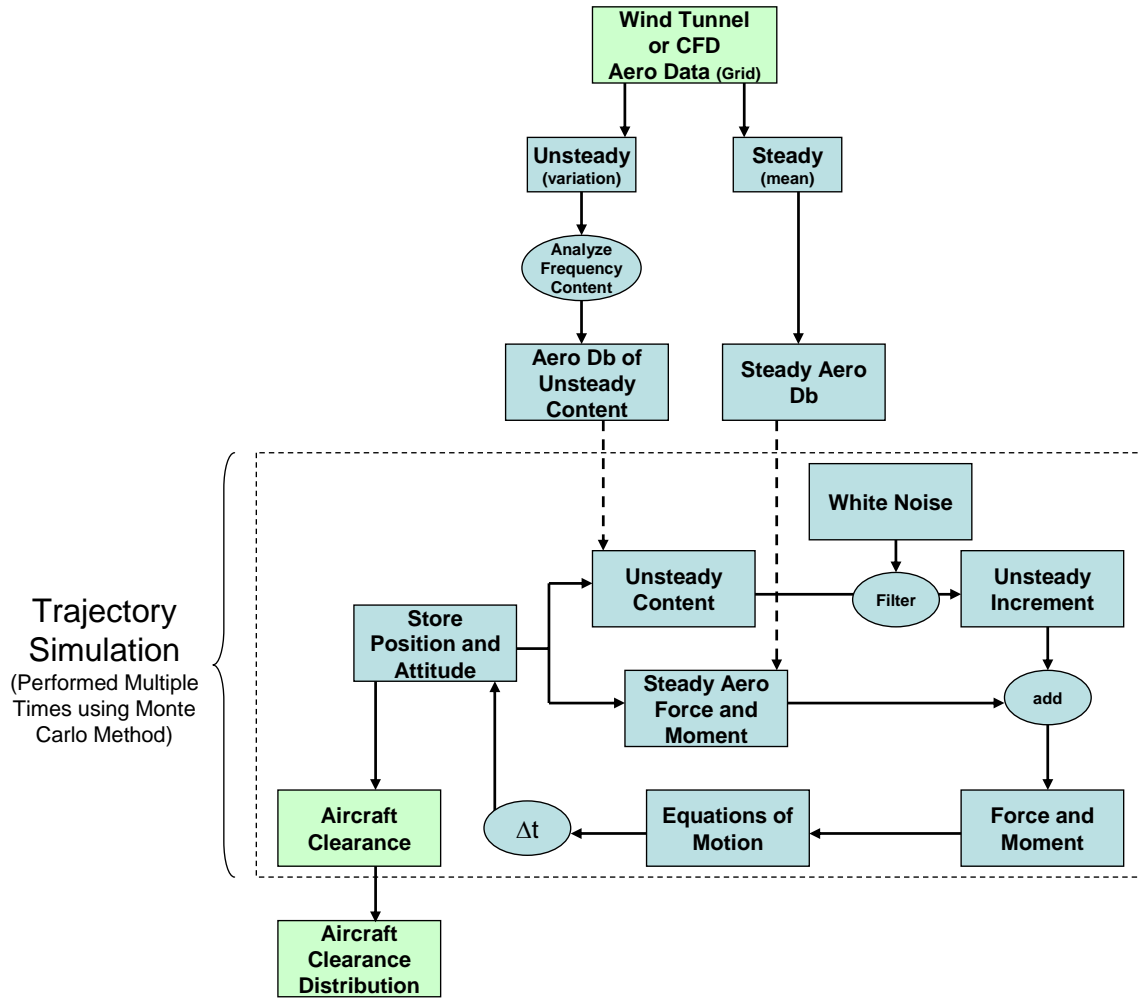 Wind Tunnel
or CFD
Aero Data (Grid)
Unsteady
(variation)
Steady
(mean)
Analyze
Frequency
Content
Aero Db of
Unsteady
Content
Steady Aero
Db
White Noise
Unsteady
Content
Filter
Unsteady
Increment
Trajectory
Simulation
(Performed Multiple
Times using Monte
Carlo Method)
Store
Position and
Attitude
Steady Aero
Force and
Moment
add
Aircraft
Clearance
Δt
Equations of
Motion
Force and
Moment
Aircraft
Clearance
Distribution